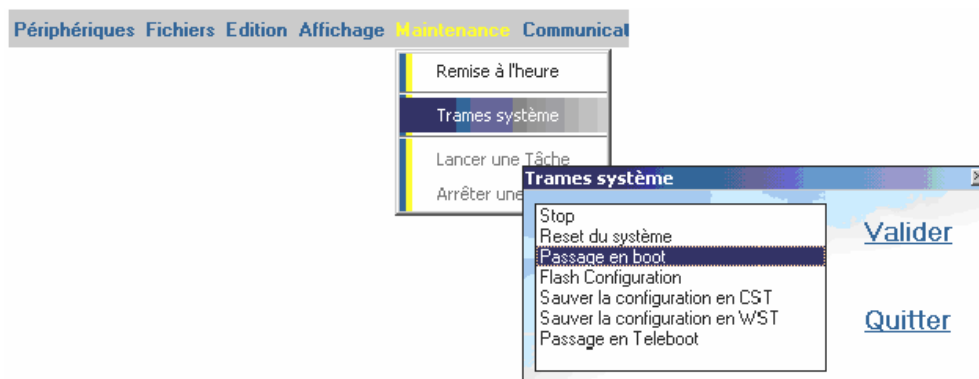 Périphériques Fichiers Edition Affichage Maintenance
Remise à l'heure
Trames système
Lancer une Tâche
Arrêter une
Trames système
Stop
Reset du système
Passage en boot
Flash Configuration
Sauver la configuration en CST
Sauver la configuration en WST
Passage en Teleboot
Valider
Quitter